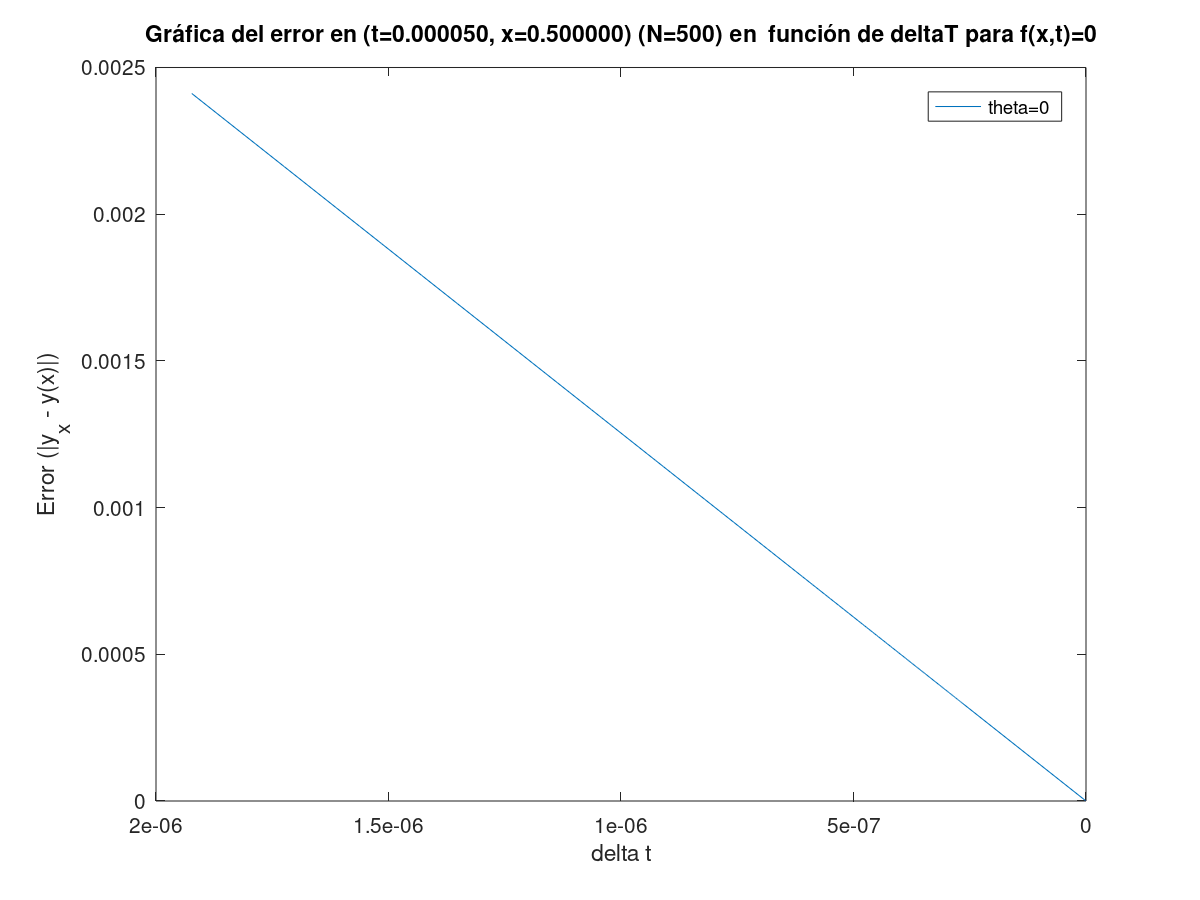 Gráfica del error en (t=0.000050, x=0.500000) (N=500) en  función de deltaT para f(x,t)=0
0.0025
theta=0
0.002
0.0015
Error (|y_x - y(x)|)
0.001
0.0005
0
2e-06 1.5e-06 1e-06 5e-07 0
delta t